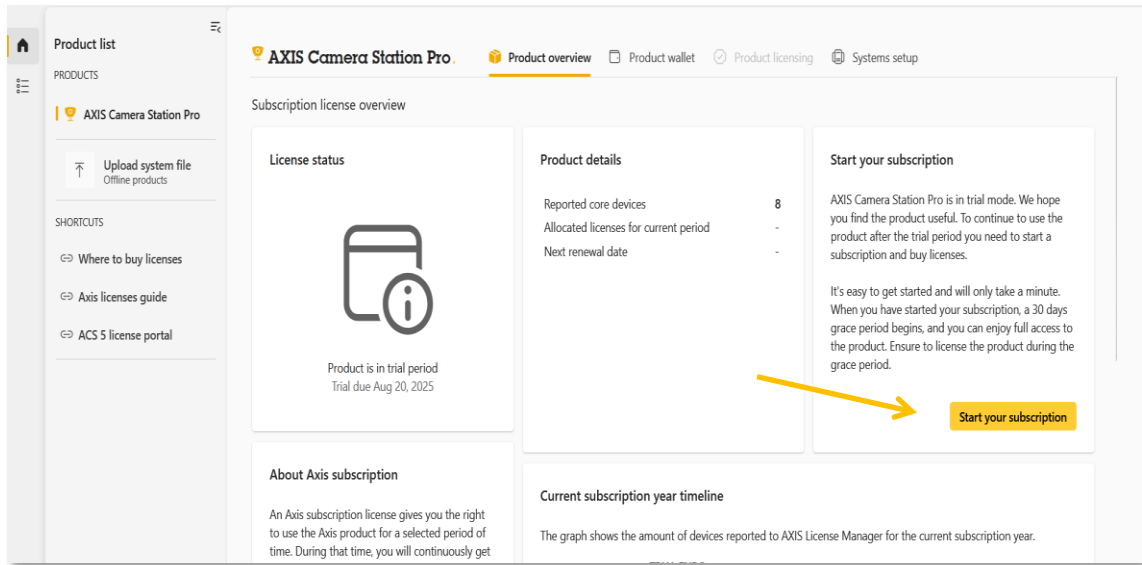 Product list
PRODUCTS
AXIS Camera Station Pro
Upload system file
Offline products
SHORTCUTS
Where to buy licenses
Axis licenses guide
ACS 5 license portal
AXIS Camera Station Pro.
Product overview
Product wallet
Product licensing
Systems setup
Subscription license overview
License status
Product is in trial period
Trial due Aug 20, 2025
Product details
Reported core devices 8
Allocated licenses for current period -
Next renewal date -
Start your subscription
AXIS Camera Station Pro is in trial mode. We hope
you find the product useful. To continue to use the
product after the trial period you need to start a
subscription and buy licenses.
It's easy to get started and will only take a minute.
When you have started your subscription, a 30 days
grace period begins, and you can enjoy full access to
the product. Ensure to license the product during the
grace period.
Start your subscription
About Axis subscription
An Axis subscription license gives you the right
to use the Axis product for a selected period of
time. During that time, you will continuously get
Current subscription year timeline
The graph shows the amount of devices reported to AXIS License Manager for the current subscription year.